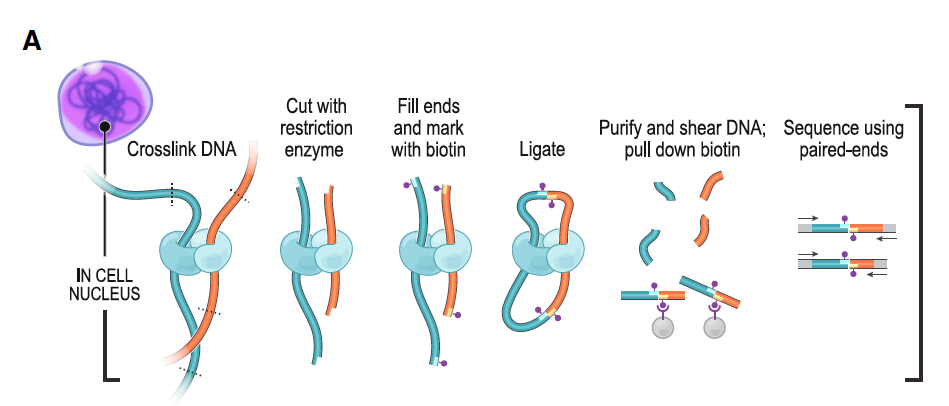 A
Crosslink DNA
IN CELL
NUCLEUS
Cut with
restriction
enzyme
Fill ends
and mark
with biotin
Ligate
Purify and shear DNA;
pull down biotin
Sequence using
paired-ends